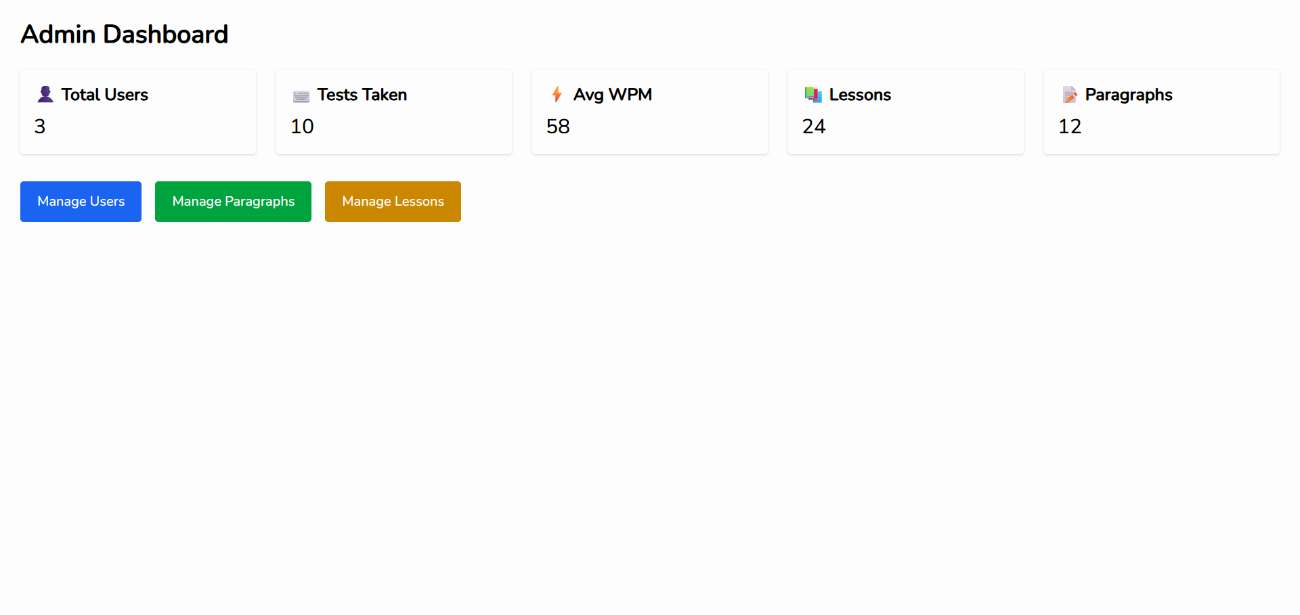 Admin Dashboard
Total Users
3
Tests Taken
10
Avg WPM
58
Lessons
24
Paragraphs
12
Manage Users
Manage Paragraphs
Manage Lessons